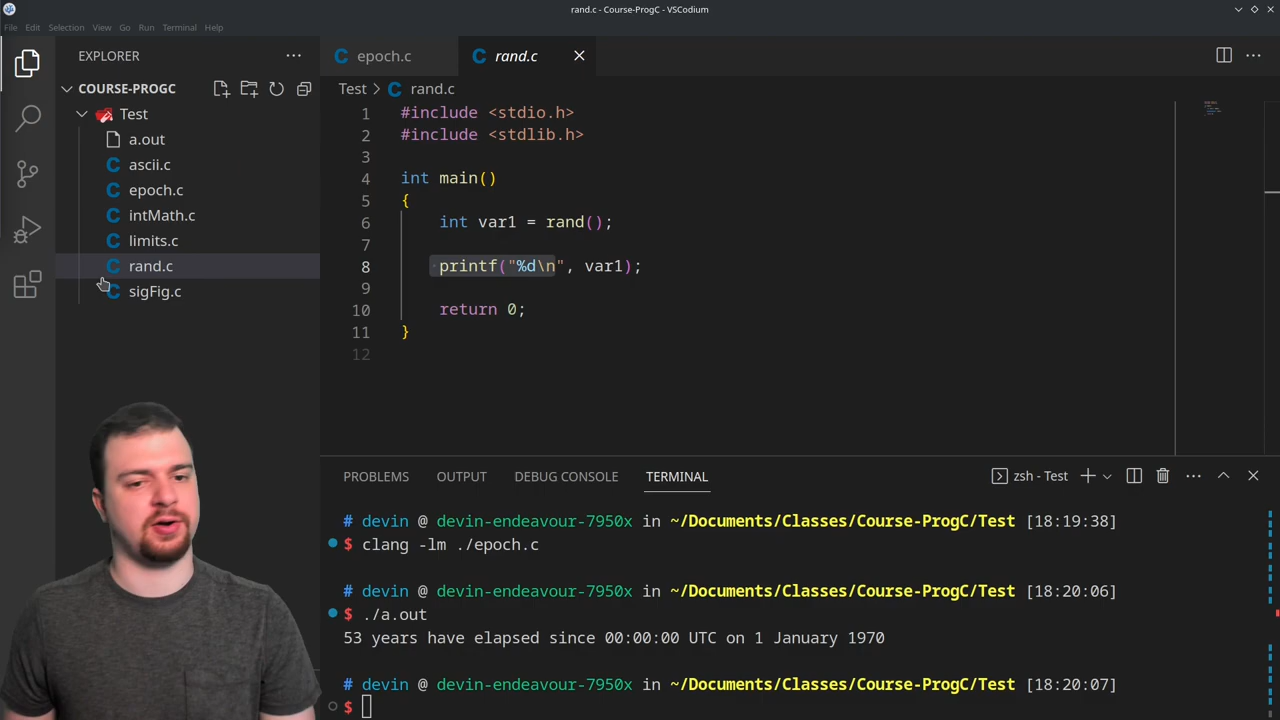 rand.c - Course-ProgC - VSCodium
File Edit Selection View Go Run Terminal Help
EXPLORER
COURSE-PROGC
Test
a.out
ascii.c
epoch.c
intMath.c
limits.c
rand.c
sigFig.c
epoch.c rand.c
Test > rand.c
1 #include <stdio.h>
2 #include <stdlib.h>
3
4 int main()
5 {
6 int var1 = rand();
7
8 printf("%d\n", var1);
9
10 return 0;
11 }
12
PROBLEMS OUTPUT DEBUG CONSOLE TERMINAL zsh - Test
# devin @ devin-endeavour-7950x in ~/Documents/Classes/Course-ProgC/Test [18:19:38]
$ clang -lm ./epoch.c
# devin @ devin-endeavour-7950x in ~/Documents/Classes/Course-ProgC/Test [18:20:06]
$ ./a.out
53 years have elapsed since 00:00:00 UTC on 1 January 1970
# devin @ devin-endeavour-7950x in ~/Documents/Classes/Course-ProgC/Test [18:20:07]
$